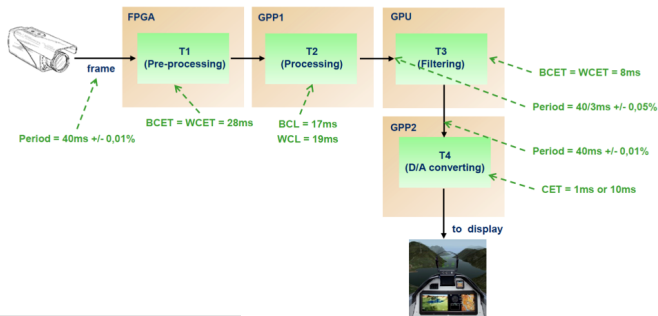 FPGA
GPP1
GPU
T1
(Pre-processing)
T2
(Processing)
T3
(Filtering)
frame
BCET = WCET = 8ms
Period = 40/3ms +/- 0,05%
BCET = WCET = 28ms
BCL = 17ms
WCL = 19ms
Period = 40ms +/- 0,01%
GPP2
T4
(D/A converting)
Period = 40ms +/- 0,01%
CET = 1ms or 10ms
to display